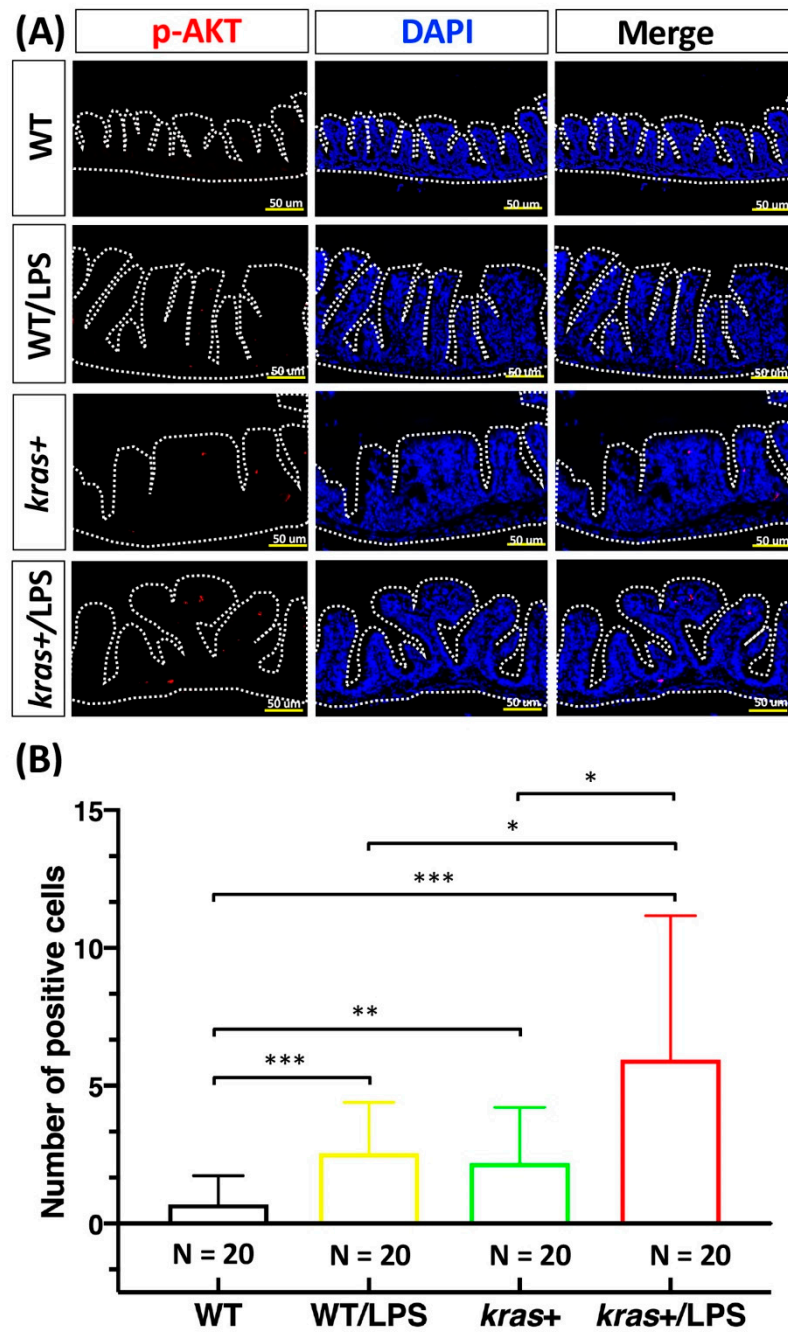 (A)
p-AKT DAPI Merge
WT
50 um 50 um 50 um
WT/LPS
50 um 50 um 50 um
kras+
50 um 50 um 50 um
kras+/LPS
50 um 50 um 50 um
(B)
*
*
***
**
***
Number of positive cells
15
10
5
0
N = 20 N = 20 N = 20 N = 20
WT WT/LPS kras+ kras+/LPS